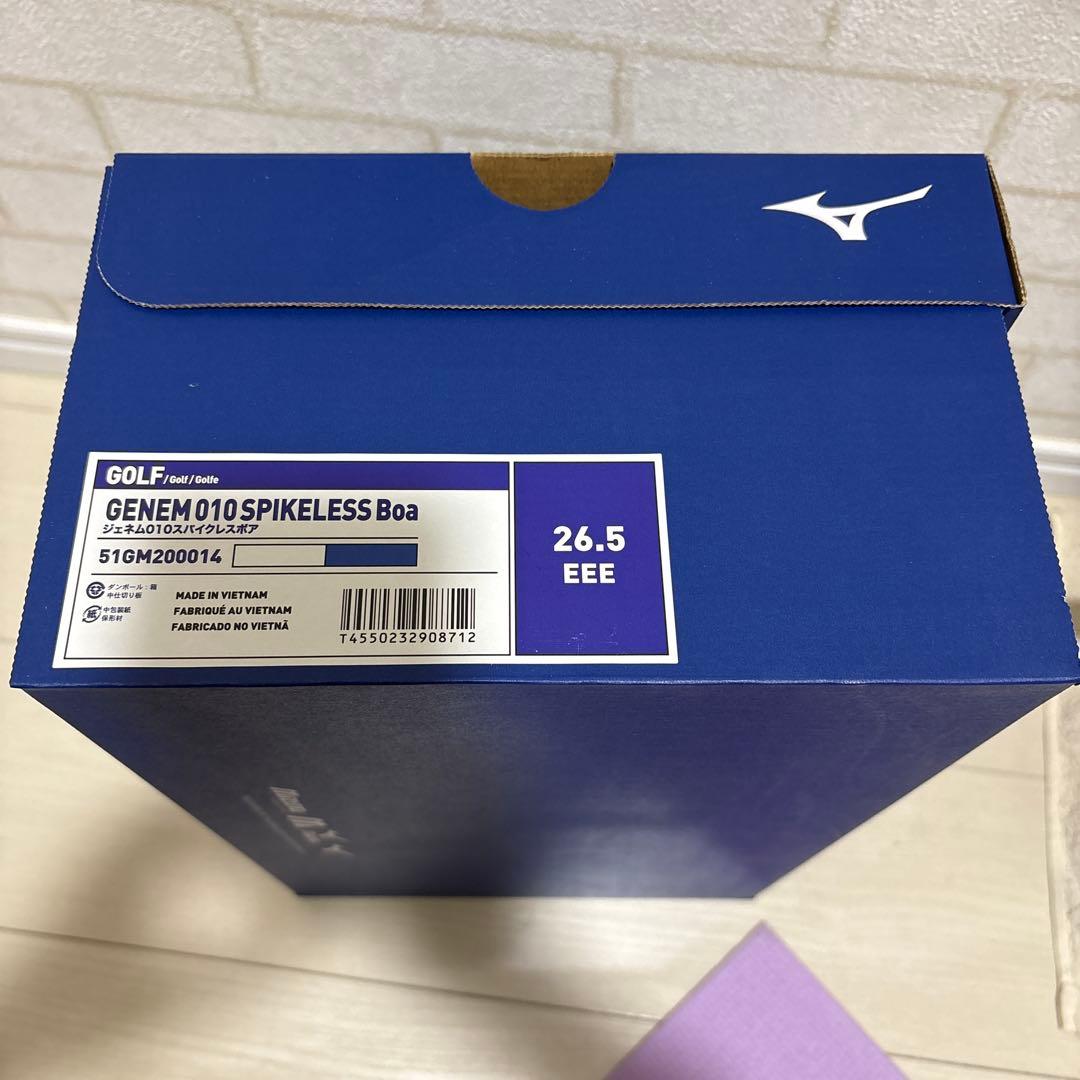 GOLF/Golf/Golfe
GENEM 010 SPIKELESS Boa
ジェネム010スパイクレスボア
51GM200014
26.5
EEE
ダンボール:箱
中仕切り板
紙
中包装紙
保形材
MADE IN VIETNAM
FABRIQUÉ AU VIETNAM
FABRICADO NO VIETNÃ
T4550232908712